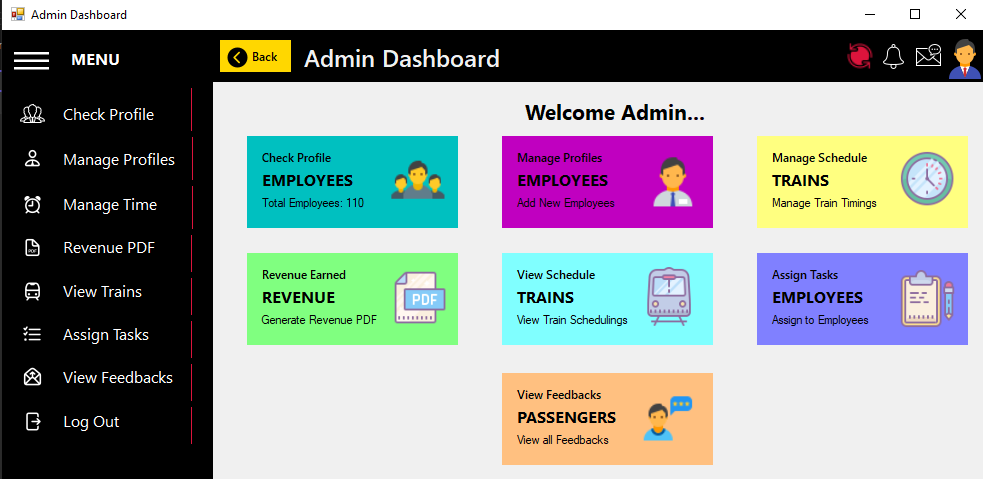 Admin Dashboard
MENU
Back
Admin Dashboard
Check Profile
Manage Profiles
Manage Time
Revenue PDF
View Trains
Assign Tasks
View Feedbacks
Log Out
Welcome Admin...
Check Profile
EMPLOYEES
Total Employees: 110
Manage Profiles
EMPLOYEES
Add New Employees
Manage Schedule
TRAINS
Manage Train Timings
Revenue Earned
REVENUE
Generate Revenue PDF
PDF
View Schedule
TRAINS
View Train Schedulings
Assign Tasks
EMPLOYEES
Assign to Employees
View Feedbacks
PASSENGERS
View all Feedbacks